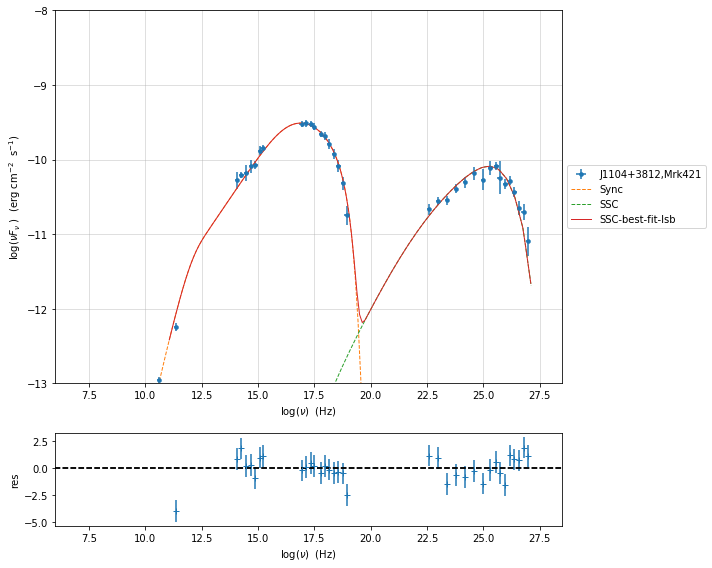 −8
−9
−10
−11
−12
−13
log(νFν ) (erg cm−2 s−1)
7.5 10.0 12.5 15.0 17.5 20.0 22.5 25.0 27.5
log(ν) (Hz)
J1104+3812,Mrk421
Sync
SSC
SSC-best-fit-lsb
2.5
0.0
−2.5
−5.0
res
7.5 10.0 12.5 15.0 17.5 20.0 22.5 25.0 27.5
log(ν) (Hz)